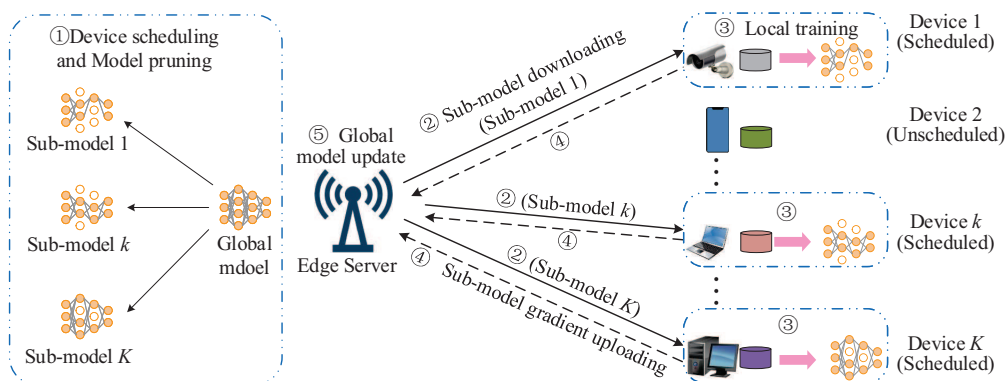 ①Device scheduling
and Model pruning
Sub-model 1
Sub-model k
Sub-model K
Global
mdoel
⑤ Global
model update
Edge Server
② Sub-model downloading
(Sub-model 1)
④
② (Sub-model k)
④
② (Sub-model K)
④ Sub-model gradient uploading
③ Local training
③
③
Device 1
(Scheduled)
Device 2
(Unscheduled)
Device k
(Scheduled)
Device K
(Scheduled)